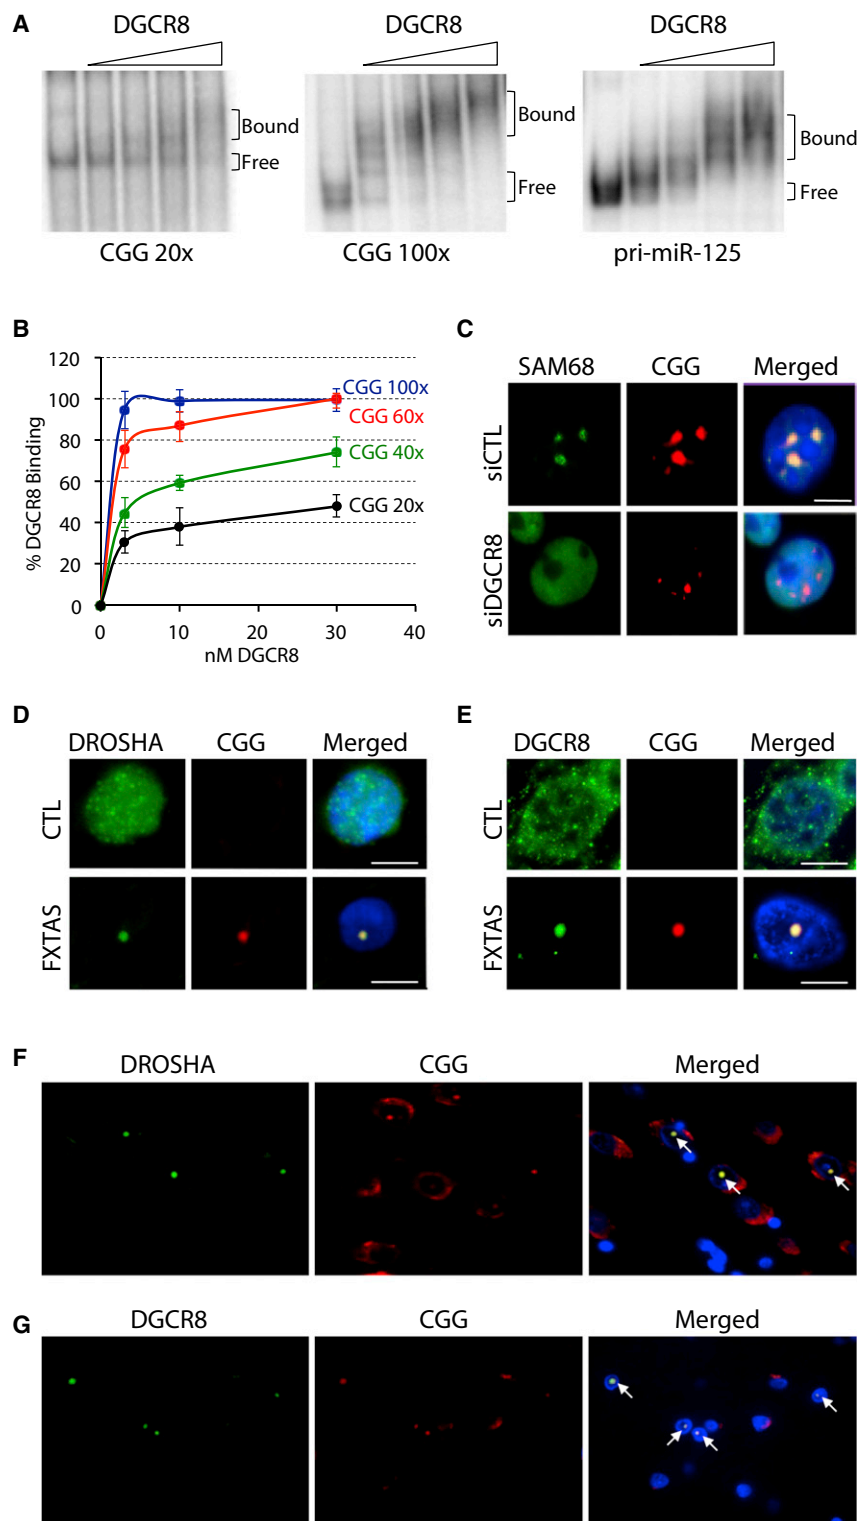 A
DGCR8 DGCR8 DGCR8
Bound
Free
Bound
Free
Bound
Free
CGG 20x CGG 100x pri-miR-125
B
120
100
80
60
40
20
0
% DGCR8 Binding
CGG 100x
CGG 60x
CGG 40x
CGG 20x
0 10 20 30 40
nM DGCR8
C
SAM68 CGG Merged
siCTL
siDGCR8
D
DROSHA CGG Merged
CTL
FXTAS
E
DGCR8 CGG Merged
CTL
FXTAS
F
DROSHA CGG Merged
G
DGCR8 CGG Merged